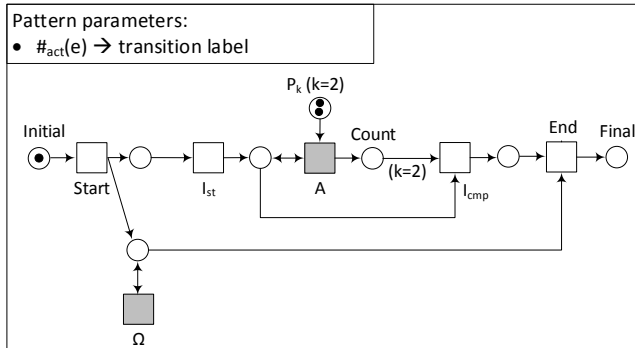 Pattern parameters:
• #act(e) → transition label
Pk (k=2)
Initial
Count
End
Final
(k=2)
Start
Ist
A
Icmp
Ω